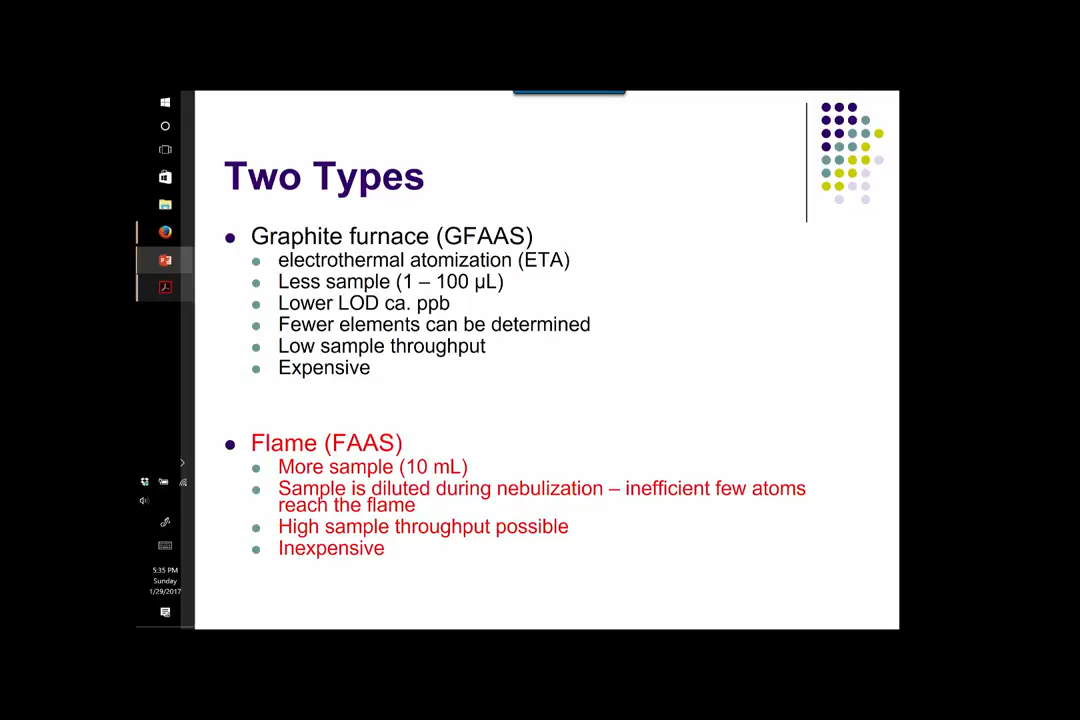 Two Types
Graphite furnace (GFAAS)
electrothermal atomization (ETA)
Less sample (1 – 100 µL)
Lower LOD ca. ppb
Fewer elements can be determined
Low sample throughput
Expensive
Flame (FAAS)
More sample (10 mL)
Sample is diluted during nebulization – inefficient few atoms
reach the flame
High sample throughput possible
Inexpensive
5:35 PM
Sunday
1/29/2017